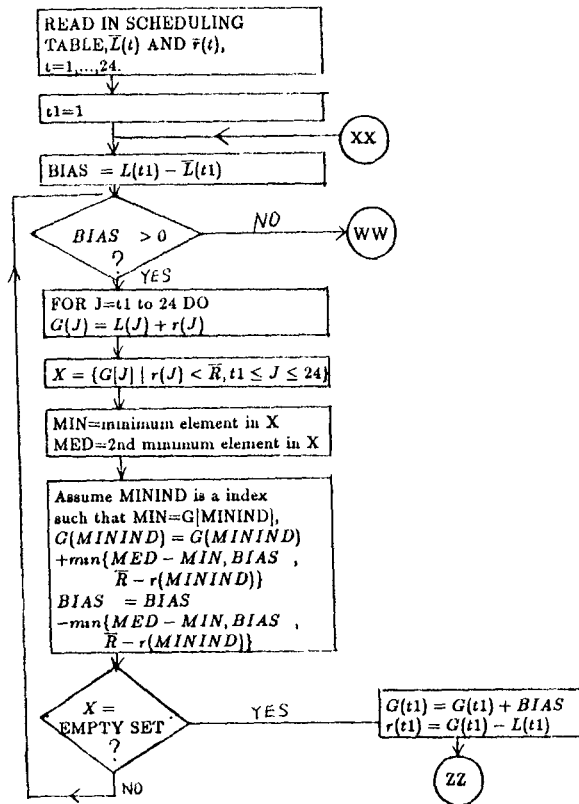 READ IN SCHEDULING
TABLE, L̅(t) AND r̄(t),
t=1,...,24.
t1=1
XX
BIAS = L(t1) − L̅(t1)
BIAS > 0
?
NO
WW
YES
FOR J=t1 to 24 DO
G(J) = L(J) + r(J)
X = {G[J] | r(J) < R̅, t1 ≤ J ≤ 24}
MIN=minimum element in X
MED=2nd minimum element in X
Assume MININD is a index
such that MIN=G[MININD],
G(MININD) = G(MININD)
+min{MED − MIN, BIAS ,
R̅ − r(MININD)}
BIAS = BIAS
−min{MED − MIN, BIAS ,
R̅ − r(MININD)}
X =
EMPTY SET
?
YES
G(t1) = G(t1) + BIAS
r(t1) = G(t1) − L(t1)
NO
ZZ